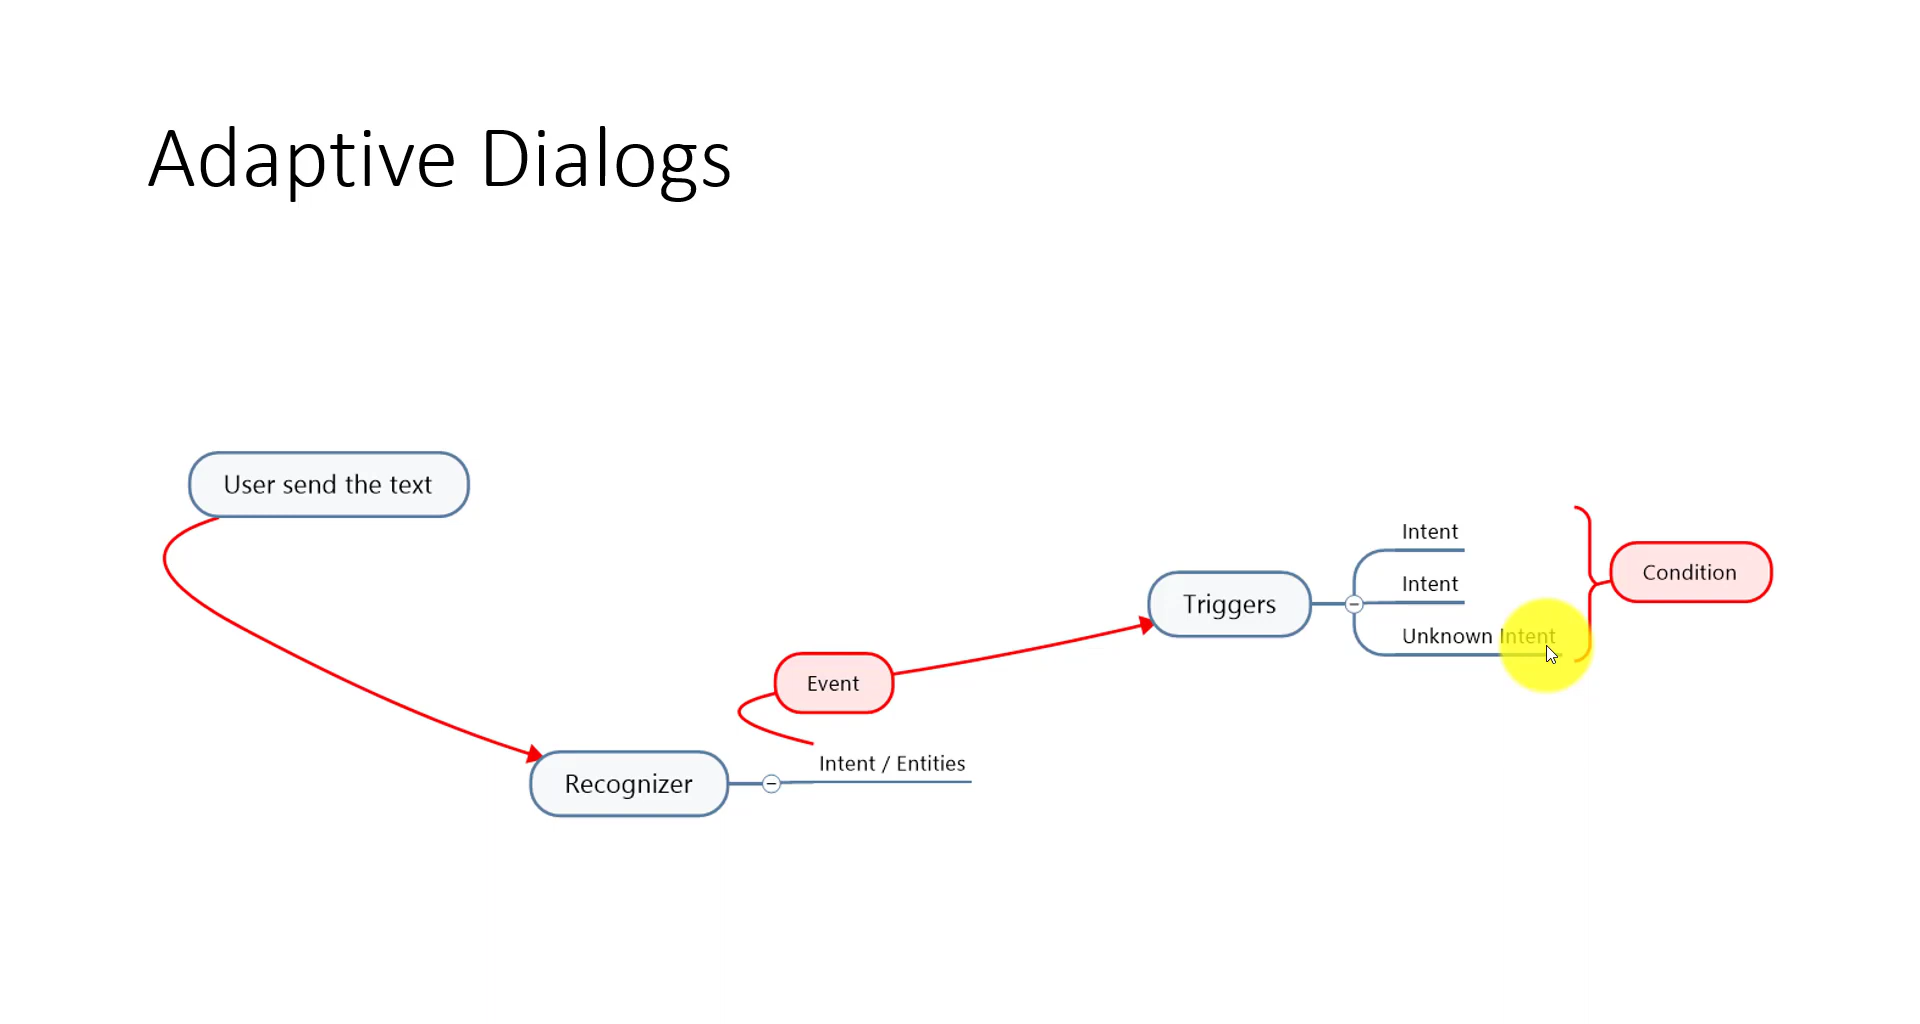 Adaptive Dialogs
User send the text
Recognizer
Intent / Entities
Event
Triggers
Intent
Intent
Unknown Intent
Condition